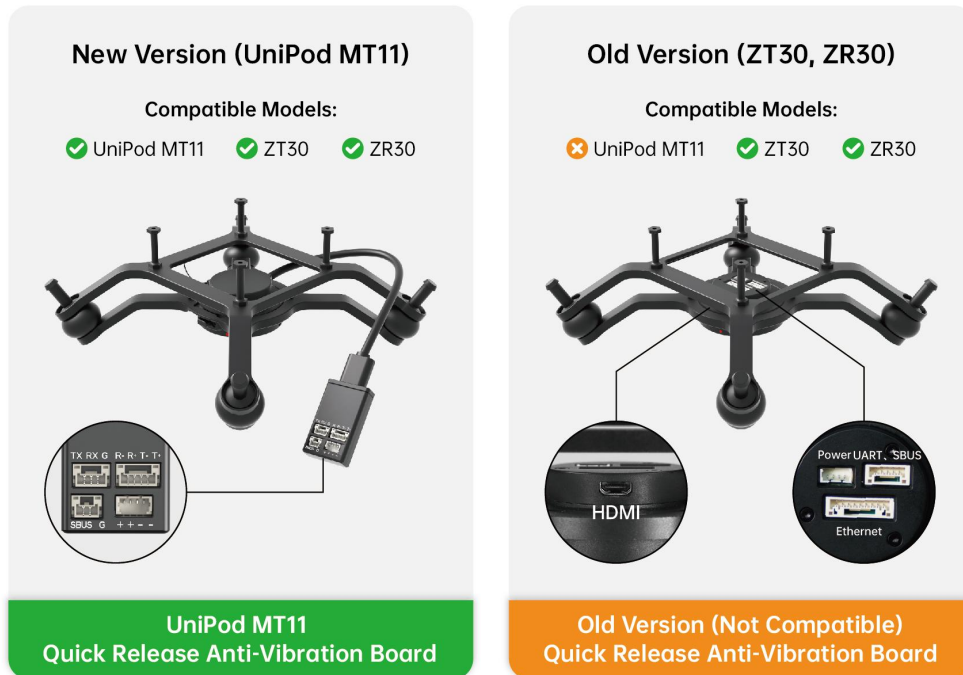 New Version (UniPod MT11)
Compatible Models:
UniPod MT11 ZT30 ZR30
TX RX G R- R+ T- T+
SBUS G + + - -
UniPod MT11
Quick Release Anti-Vibration Board
Old Version (ZT30, ZR30)
Compatible Models:
UniPod MT11 ZT30 ZR30
HDMI
Power UART、SBUS
Ethernet
Old Version (Not Compatible)
Quick Release Anti-Vibration Board